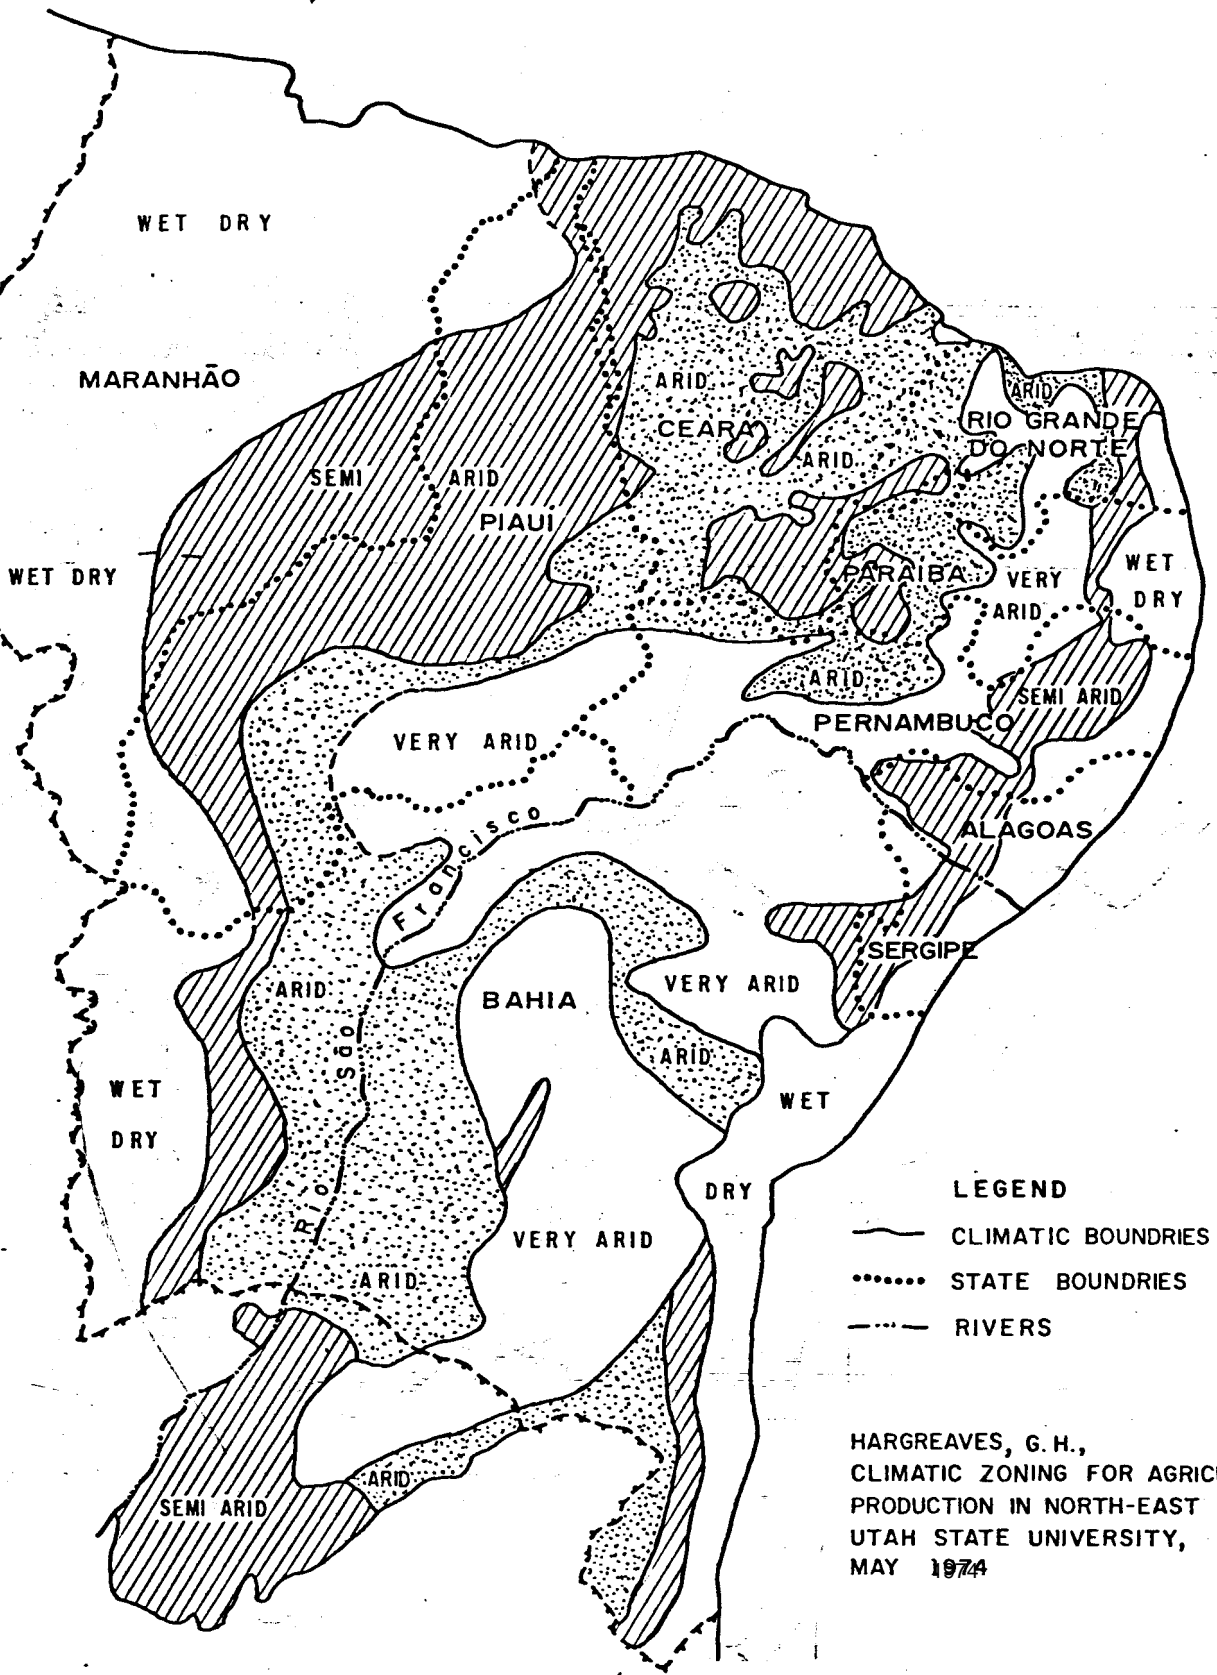 WET DRY
MARANHÃO
ARID
ARID
CEARA
RIO GRANDE
DO NORTE
ARID
SEMI ARID
PIAUI
WET DRY
PARAIBA
VERY
ARID
WET
DRY
ARID
SEMI ARID
PERNAMBUCO
VERY ARID
Rio São Francisco
ALAGOAS
SERGIPE
ARID
BAHIA
VERY ARID
ARID
WET
DRY
WET
DRY
VERY ARID
ARID
ARID
SEMI ARID
LEGEND
CLIMATIC BOUNDRIES
STATE BOUNDRIES
RIVERS
HARGREAVES, G. H.,
CLIMATIC ZONING FOR AGRIC
PRODUCTION IN NORTH-EAST
UTAH STATE UNIVERSITY,
MAY 1974